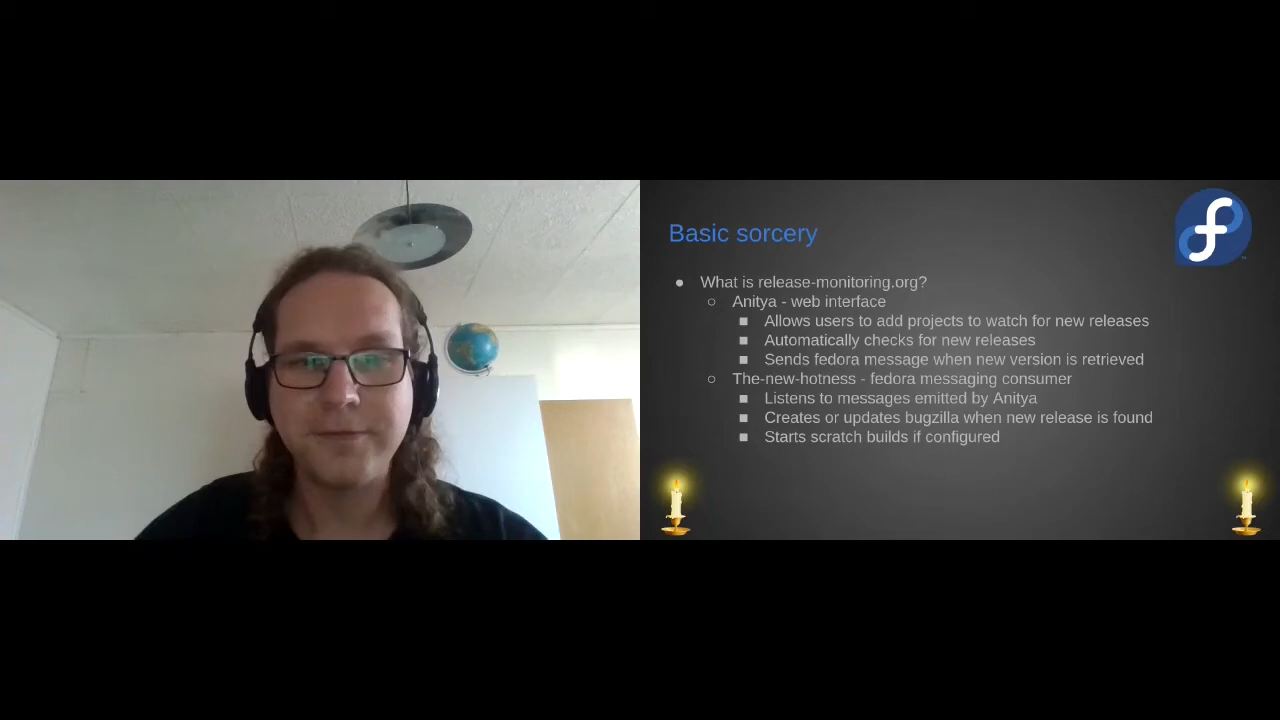 Basic sorcery
● What is release-monitoring.org?
○ Anitya - web interface
■ Allows users to add projects to watch for new releases
■ Automatically checks for new releases
■ Sends fedora message when new version is retrieved
○ The-new-hotness - fedora messaging consumer
■ Listens to messages emitted by Anitya
■ Creates or updates bugzilla when new release is found
■ Starts scratch builds if configured